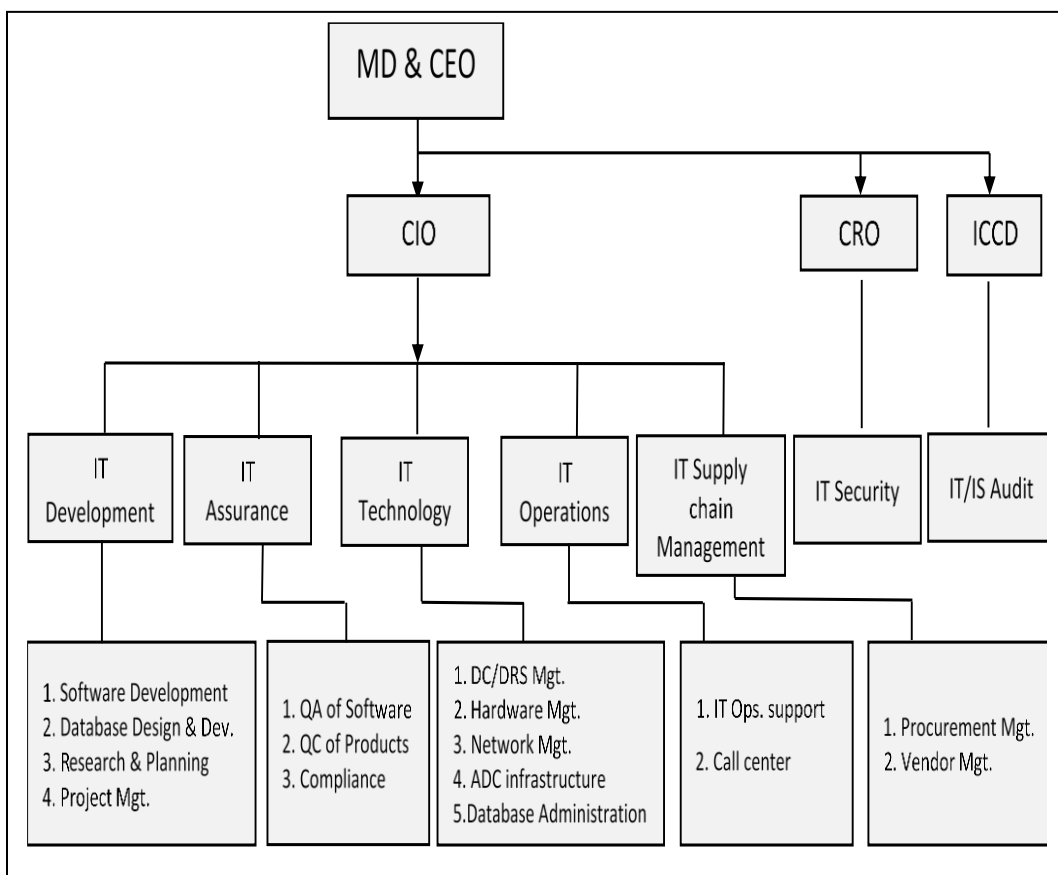 MD & CEO
CIO
CRO
ICCD
IT
Development
IT
Assurance
IT
Technology
IT
Operations
IT Supply
chain
Management
IT Security
IT/IS Audit
1. Software Development
2. Database Design & Dev.
3. Research & Planning
4. Project Mgt.
1. QA of Software
2. QC of Products
3. Compliance
1. DC/DRS Mgt.
2. Hardware Mgt.
3. Network Mgt.
4. ADC infrastructure
5.Database Administration
1. IT Ops. support
2. Call center
1. Procurement Mgt.
2. Vendor Mgt.